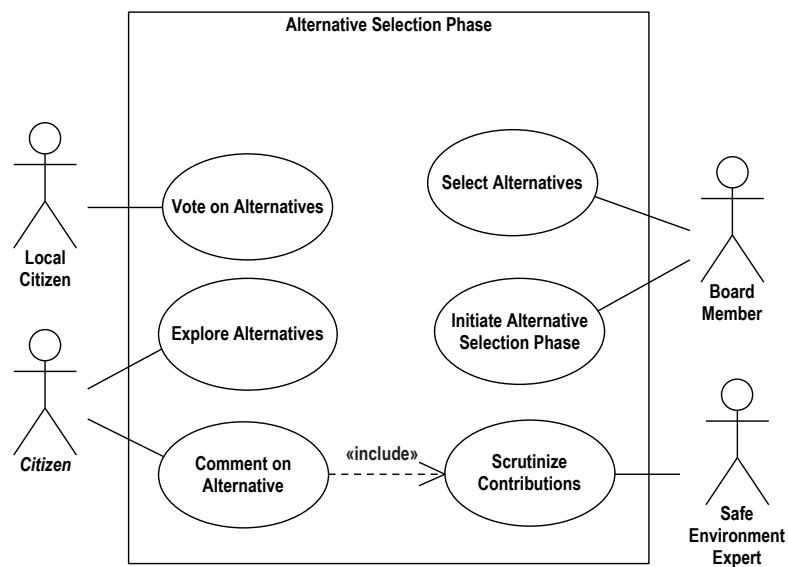 Alternative Selection Phase
Local
Citizen
Vote on Alternatives
Select Alternatives
Board
Member
Explore Alternatives
Initiate Alternative
Selection Phase
Citizen
Comment on
Alternative
«include»
Scrutinize
Contributions
Safe
Environment
Expert